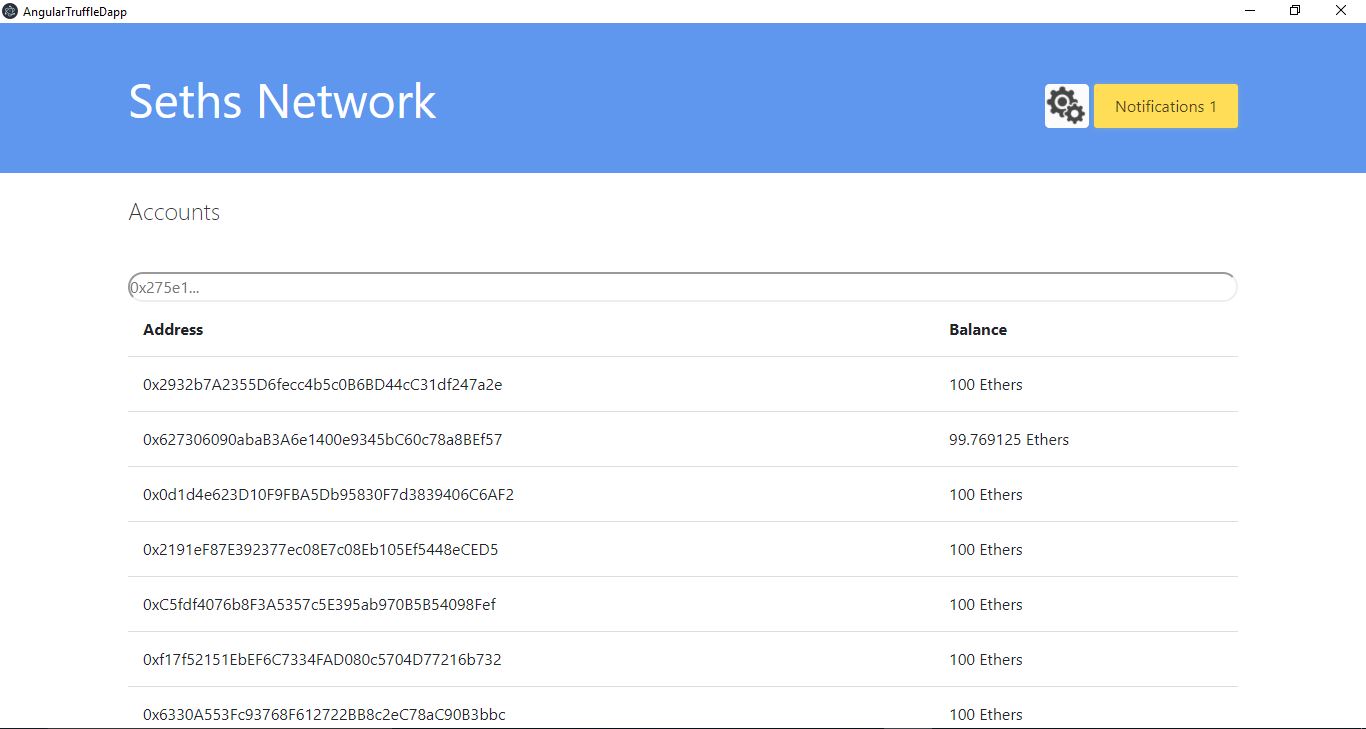 AngularTruffleDapp
Seths Network
Notifications 1
Accounts
0x275e1...
Address Balance
0x2932b7A2355D6fecc4b5c0B6BD44cC31df247a2e 100 Ethers
0x627306090abaB3A6e1400e9345bC60c78a8BEf57 99.769125 Ethers
0x0d1d4e623D10F9FBA5Db95830F7d3839406C6AF2 100 Ethers
0x2191eF87E392377ec08E7c08Eb105Ef5448eCED5 100 Ethers
0xC5fdf4076b8F3A5357c5E395ab970B5B54098Fef 100 Ethers
0xf17f52151EbEF6C7334FAD080c5704D77216b732 100 Ethers
0x6330A553Fc93768F612722BB8c2eC78aC90B3bbc 100 Ethers